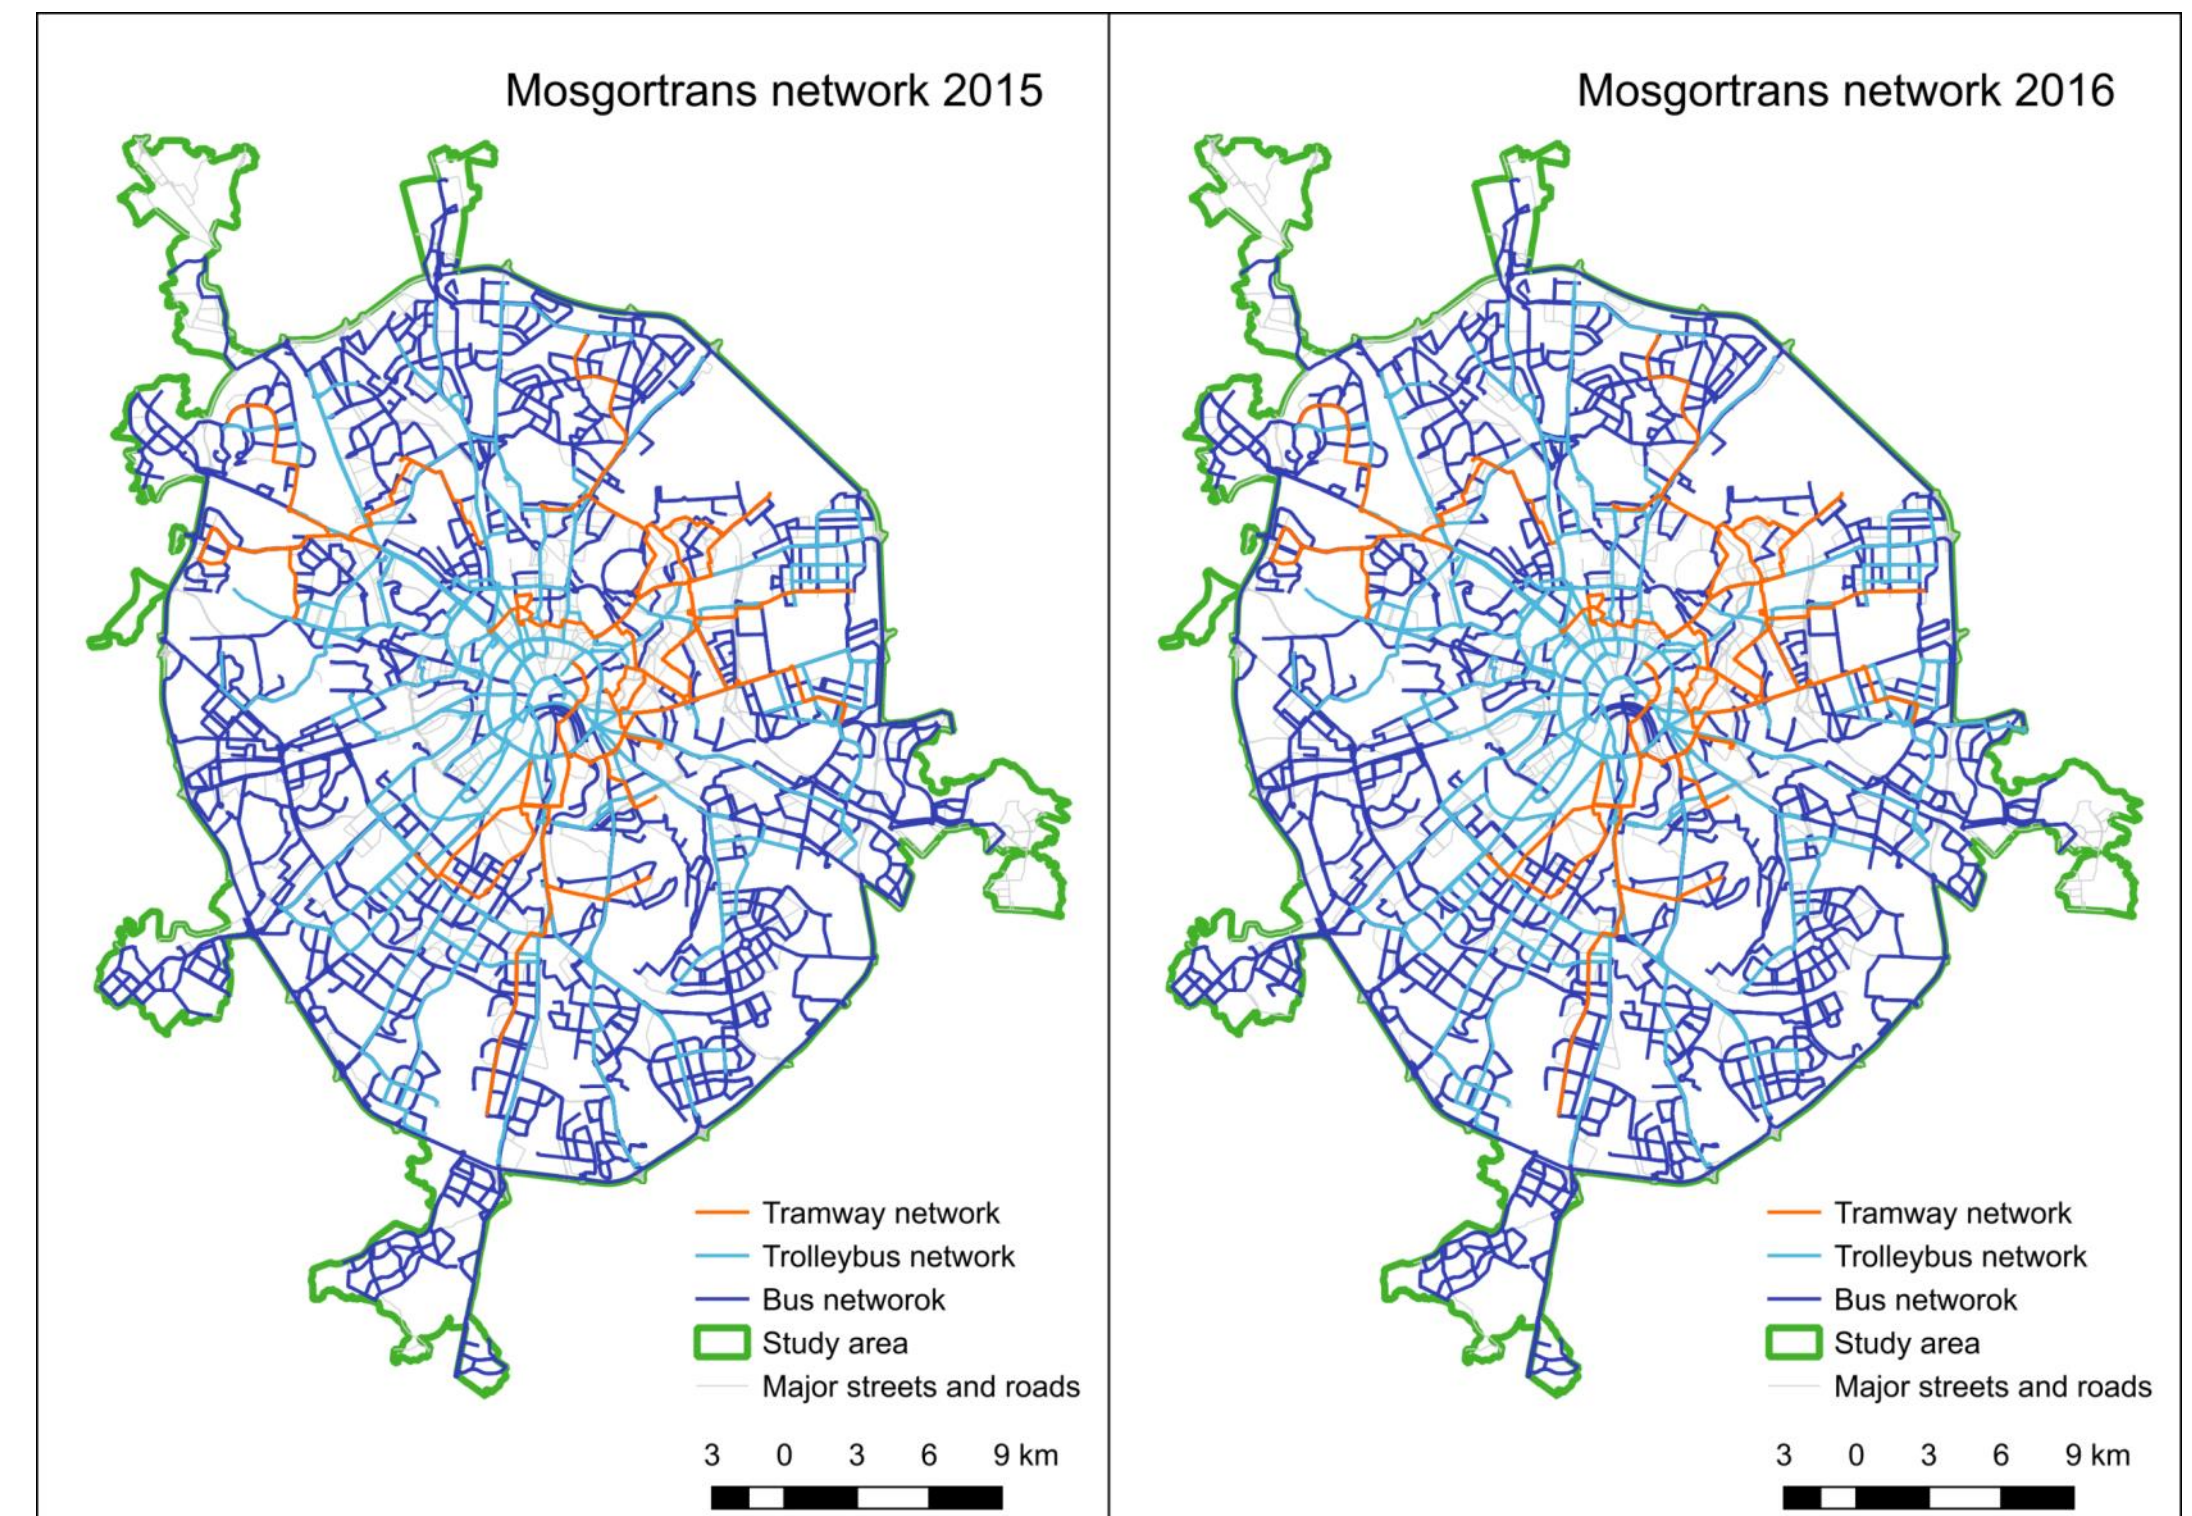 Mosgortrans network 2015
Tramway network
Trolleybus network
Bus networok
Study area
Major streets and roads
3 0 3 6 9 km
Mosgortrans network 2016
Tramway network
Trolleybus network
Bus networok
Study area
Major streets and roads
3 0 3 6 9 km